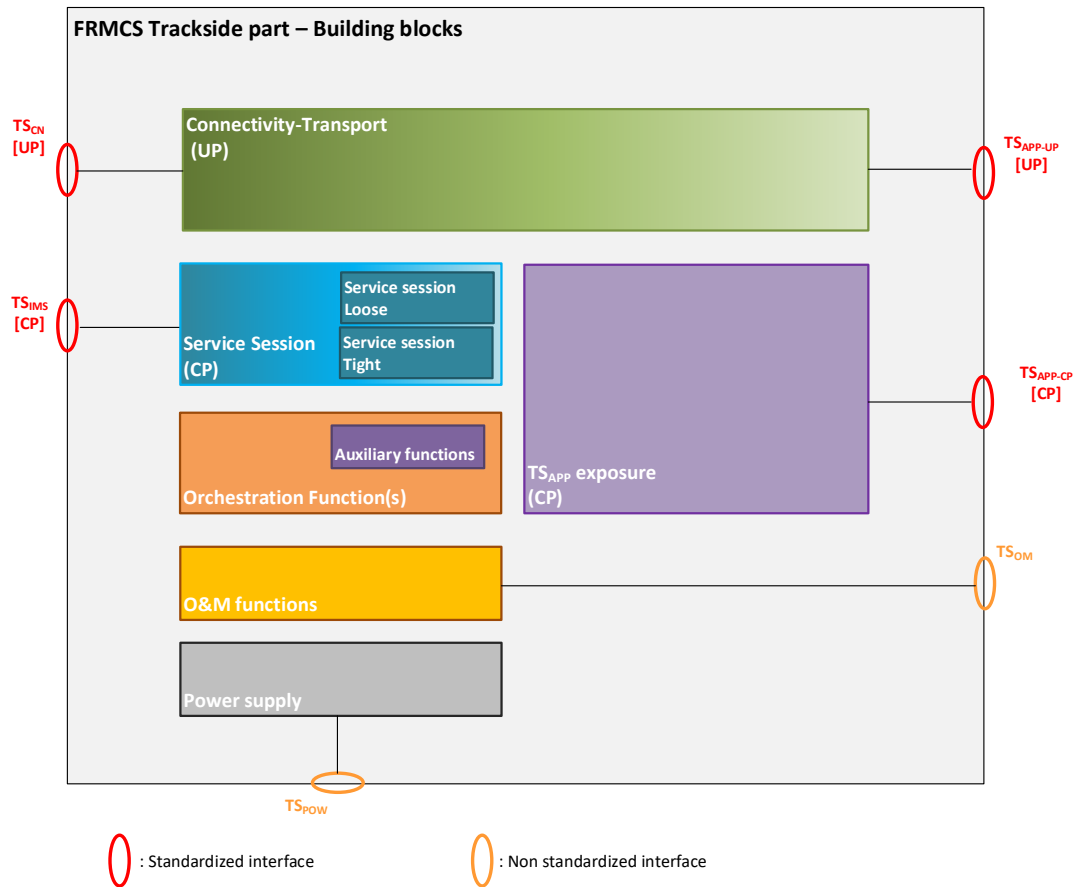 FRMCS Trackside part – Building blocks
Connectivity-Transport
(UP)
TSCN
[UP]
TSAPP-UP
[UP]
Service session
Loose
Service session
Tight
Service Session
(CP)
TSIMS
[CP]
TSAPP-CP
[CP]
Auxiliary functions
Orchestration Function(s)
TSAPP exposure
(CP)
TSOM
O&M functions
Power supply
TSPOW
: Standardized interface
: Non standardized interface